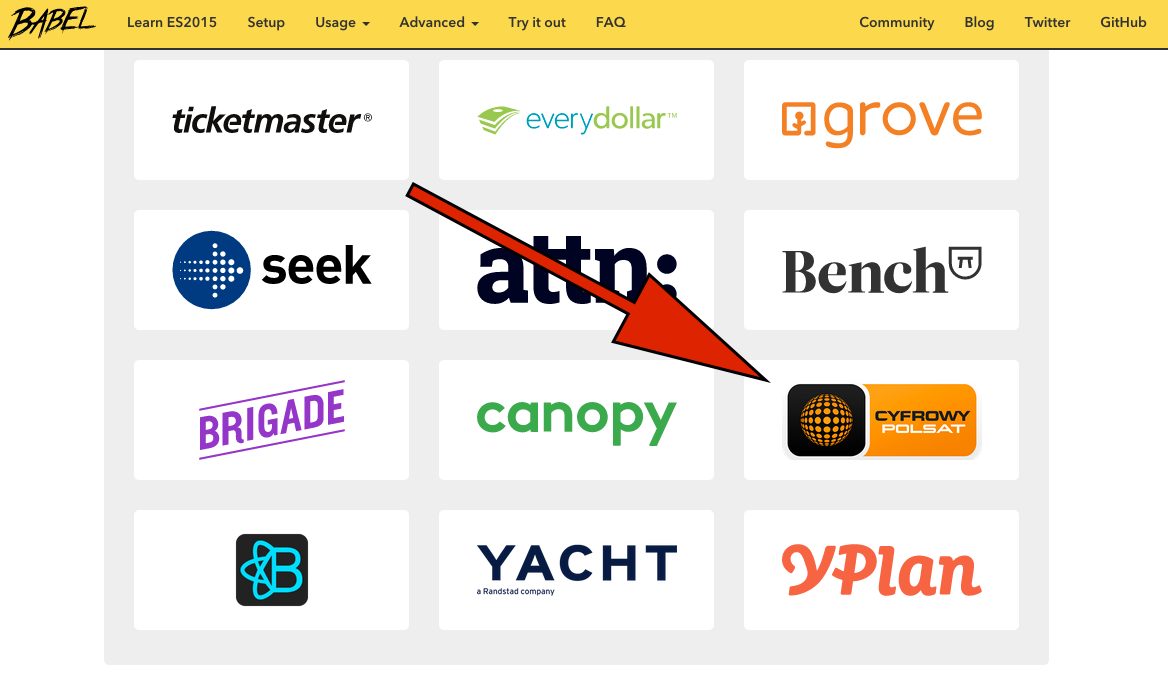 BABEL Learn ES2015 Setup Usage Advanced Try it out FAQ Community Blog Twitter GitHub
ticketmaster® everydollar™ grove
seek attn: Bench π
BRIGADE canopy CYFROWY
POLSAT
B YACHT YPlan
a Randstad company